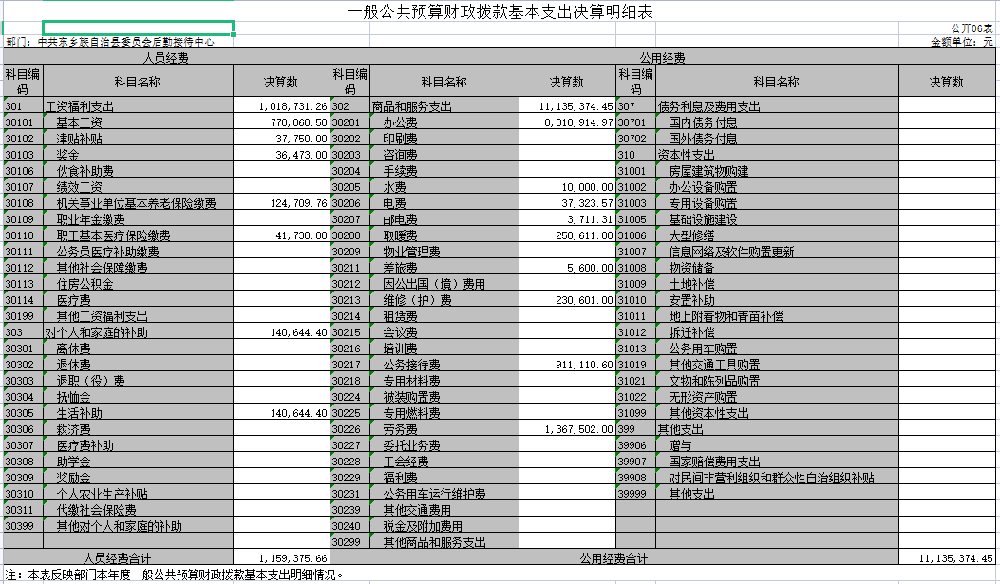 一般公共预算财政拨款基本支出决算明细表
公开06表
部门：中共东乡族自治县委员会后勤接待中心 金额单位：元
人员经费 公用经费
科目编码 科目名称 决算数 科目编码 科目名称 决算数 科目编码 科目名称 决算数
301 工资福利支出 1,018,731.26 302 商品和服务支出 11,135,374.45 307 债务利息及费用支出
30101 基本工资 778,068.50 30201 办公费 8,310,914.97 30701 国内债务付息
30102 津贴补贴 37,750.00 30202 印刷费 30702 国外债务付息
30103 奖金 36,473.00 30203 咨询费 310 资本性支出
30106 伙食补助费 30204 手续费 31001 房屋建筑物购建
30107 绩效工资 30205 水费 10,000.00 31002 办公设备购置
30108 机关事业单位基本养老保险缴费 124,709.76 30206 电费 37,323.57 31003 专用设备购置
30109 职业年金缴费 30207 邮电费 3,711.31 31005 基础设施建设
30110 职工基本医疗保险缴费 41,730.00 30208 取暖费 258,611.00 31006 大型修缮
30111 公务员医疗补助缴费 30209 物业管理费 31007 信息网络及软件购置更新
30112 其他社会保障缴费 30211 差旅费 5,600.00 31008 物资储备
30113 住房公积金 30212 因公出国（境）费用 31009 土地补偿
30114 医疗费 30213 维修（护）费 230,601.00 31010 安置补助
30199 其他工资福利支出 30214 租赁费 31011 地上附着物和青苗补偿
303 对个人和家庭的补助 140,644.40 30215 会议费 31012 拆迁补偿
30301 离休费 30216 培训费 31013 公务用车购置
30302 退休费 30217 公务接待费 911,110.60 31019 其他交通工具购置
30303 退职（役）费 30218 专用材料费 31021 文物和陈列品购置
30304 抚恤金 30224 被装购置费 31022 无形资产购置
30305 生活补助 140,644.40 30225 专用燃料费 31099 其他资本性支出
30306 救济费 30226 劳务费 1,367,502.00 399 其他支出
30307 医疗费补助 30227 委托业务费 39906 赠与
30308 助学金 30228 工会经费 39907 国家赔偿费用支出
30309 奖励金 30229 福利费 39908 对民间非营利组织和群众性自治组织补贴
30310 个人农业生产补贴 30231 公务用车运行维护费 39999 其他支出
30311 代缴社会保险费 30239 其他交通费用
30399 其他对个人和家庭的补助 30240 税金及附加费用
30299 其他商品和服务支出
人员经费合计 1,159,375.66 公用经费合计 11,135,374.45
注：本表反映部门本年度一般公共预算财政拨款基本支出明细情况。